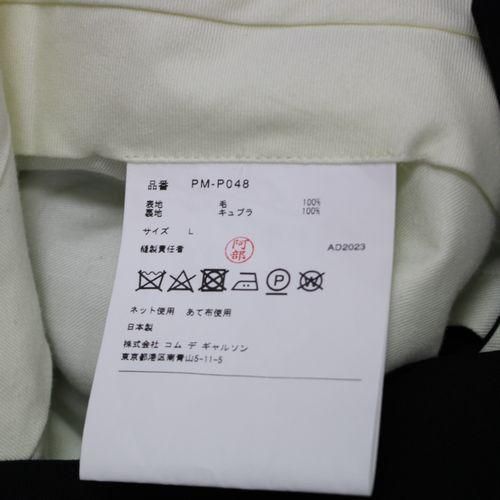 品番 PM-P048
表地 毛 100%
裏地 キュプラ 100%
サイズ L
縫製責任者 阿部 AD2023
P W
ネット使用 あて布使用
日本製
株式会社 コム デ ギャルソン
東京都港区南青山5-11-5